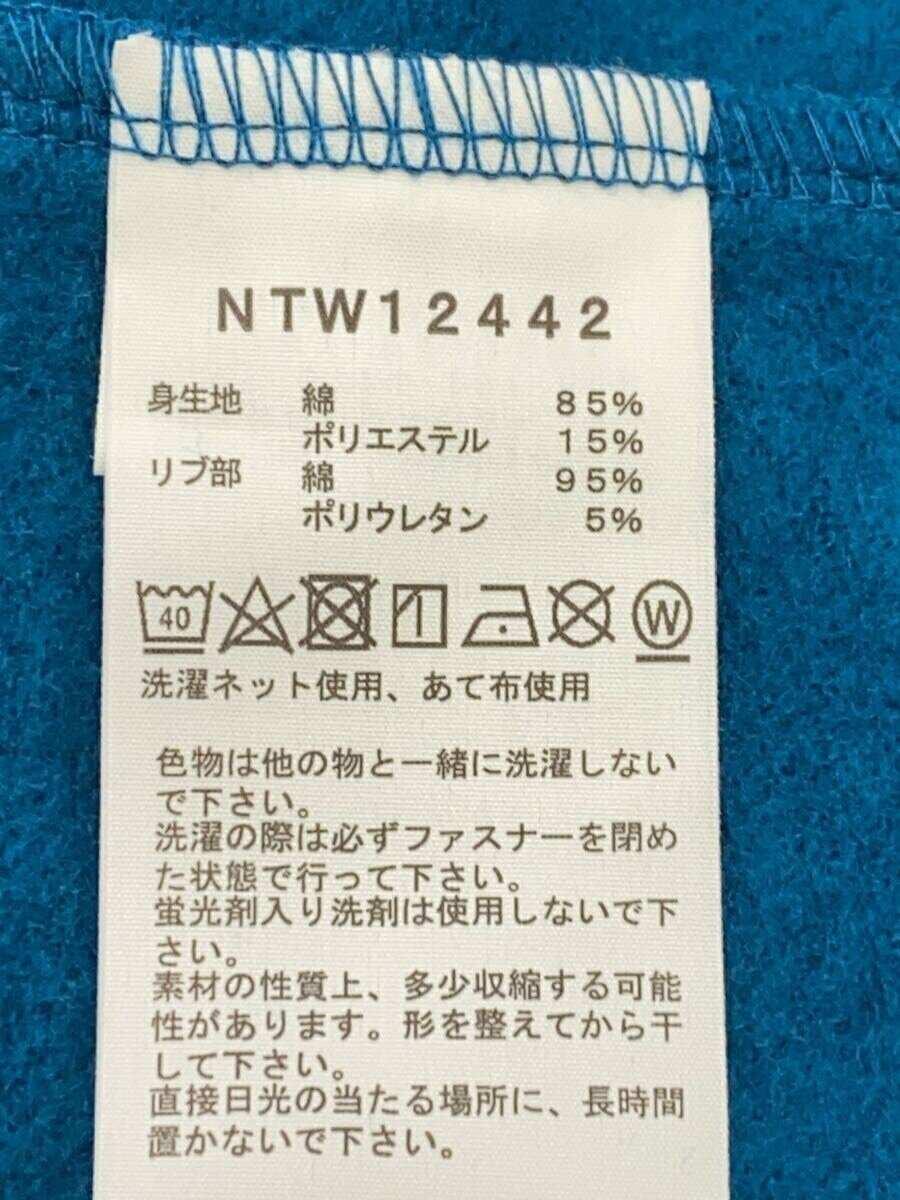 NTW12442
身生地 綿 85%
ポリエステル 15%
リブ部 綿 95%
ポリウレタン 5%
40 W
洗濯ネット使用、あて布使用
色物は他の物と一緒に洗濯しない
で下さい。
洗濯の際は必ずファスナーを閉め
た状態で行って下さい。
蛍光剤入り洗剤は使用しないで下
さい。
素材の性質上、多少収縮する可能
性があります。形を整えてから干
して下さい。
直接日光の当たる場所に、長時間
置かないで下さい。